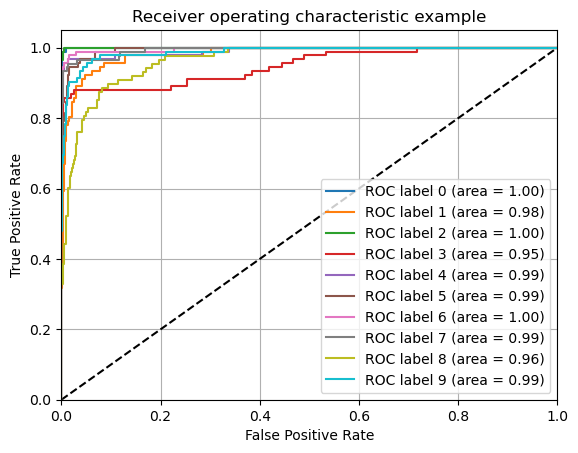 Receiver operating characteristic example
True Positive Rate
1.0
0.8
0.6
0.4
0.2
0.0
ROC label 0 (area = 1.00)
ROC label 1 (area = 0.98)
ROC label 2 (area = 1.00)
ROC label 3 (area = 0.95)
ROC label 4 (area = 0.99)
ROC label 5 (area = 0.99)
ROC label 6 (area = 1.00)
ROC label 7 (area = 0.99)
ROC label 8 (area = 0.96)
ROC label 9 (area = 0.99)
0.0 0.2 0.4 0.6 0.8 1.0
False Positive Rate